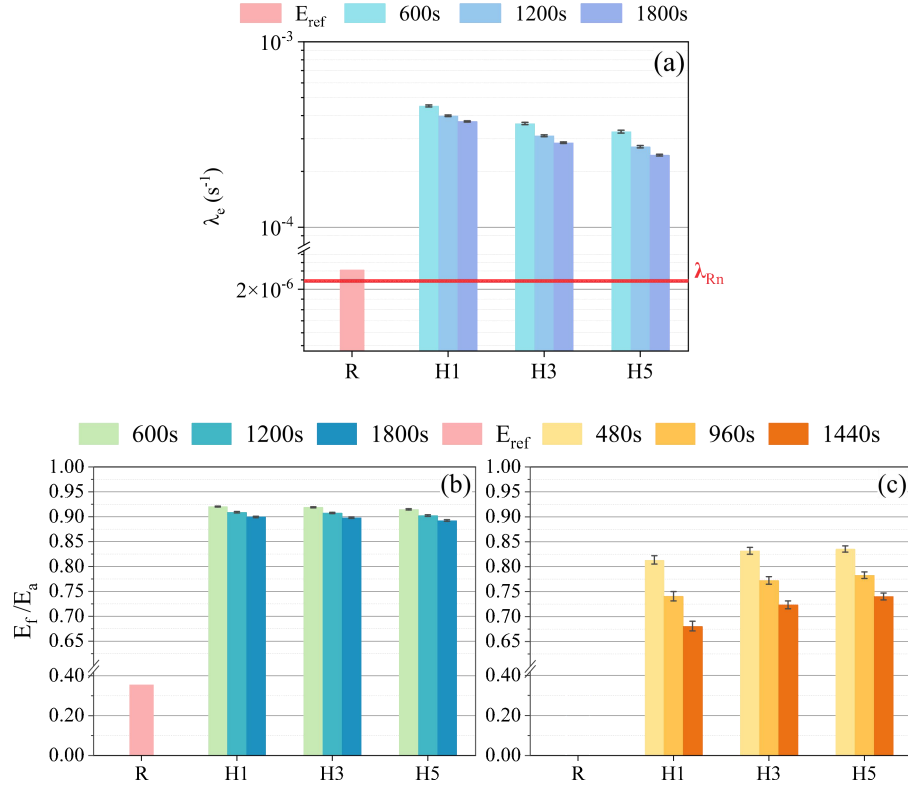 E_ref 600s 1200s 1800s
(a)
10⁻³
10⁻⁴
2×10⁻⁶
λ_e (s⁻¹)
λ_Rn
R H1 H3 H5
600s 1200s 1800s E_ref 480s 960s 1440s
(b)
(c)
1.00
0.95
0.90
0.85
0.80
0.75
0.70
0.65
0.40
0.20
0.00
E_f/E_a
R H1 H3 H5
1.00
0.95
0.90
0.85
0.80
0.75
0.70
0.65
0.40
0.20
0.00
R H1 H3 H5